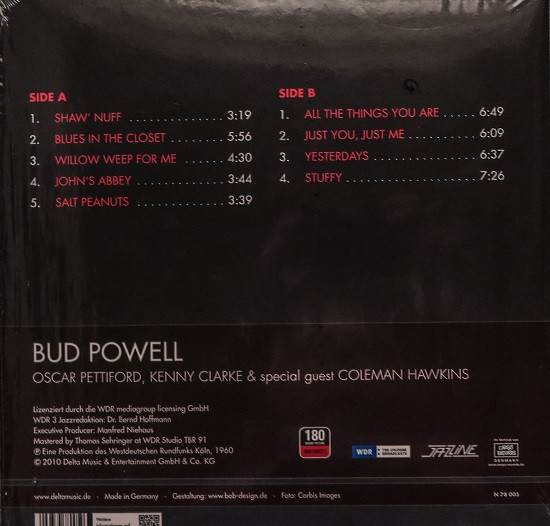 SIDE A
1. SHAW' NUFF .............. 3:19
2. BLUES IN THE CLOSET ........ 5:56
3. WILLOW WEEP FOR ME ...... 4:30
4. JOHN'S ABBEY ............. 3:44
5. SALT PEANUTS ............. 3:39
SIDE B
1. ALL THE THINGS YOU ARE ..... 6:49
2. JUST YOU, JUST ME .......... 6:09
3. YESTERDAYS ................ 6:37
4. STUFFY .................... 7:26
BUD POWELL
OSCAR PETTIFORD, KENNY CLARKE & special guest COLEMAN HAWKINS
Lizenziert durch die WDR mediagroup licensing GmbH
WDR 3 Jazzredaktion: Dr. Bernd Hoffmann
Executive Producer: Manfred Niehaus
Mastered by Thomas Sehringer at WDR Studio TBR 91
℗ Eine Produktion des Westdeutschen Rundfunks Köln, 1960
© 2010 Delta Music & Entertainment GmbH & Co. KG
180
WDR THE COLOGNE
BROADCASTS
JAZZLINE
GERMANY
www.deltamusic.de · Made in Germany · Gestaltung: www.bob-design.de · Foto: Corbis Images
N 78 003